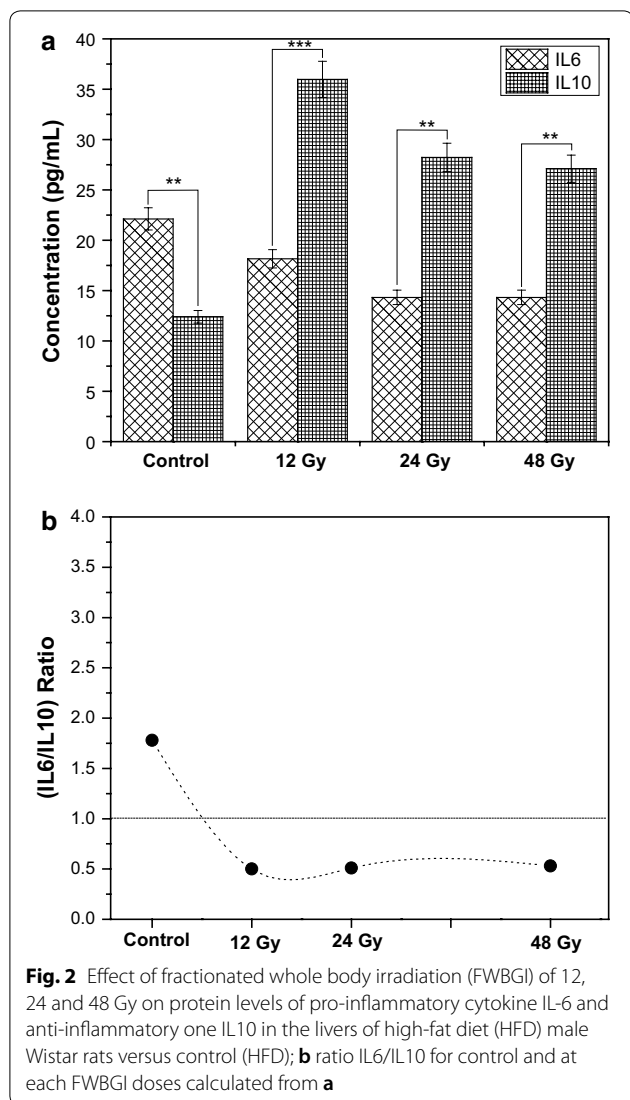 a
40
35
30
25
20
15
10
5
0
Concentration (pg/mL)
IL6
IL10
**
***
**
**
Control 12 Gy 24 Gy 48 Gy
b
4.0
3.5
3.0
2.5
2.0
1.5
1.0
0.5
0.0
(IL6/IL10) Ratio
Control 12 Gy 24 Gy 48 Gy
Fig. 2 Effect of fractionated whole body irradiation (FWBGI) of 12,
24 and 48 Gy on protein levels of pro-inflammatory cytokine IL-6 and
anti-inflammatory one IL10 in the livers of high-fat diet (HFD) male
Wistar rats versus control (HFD); b ratio IL6/IL10 for control and at
each FWBGI doses calculated from a